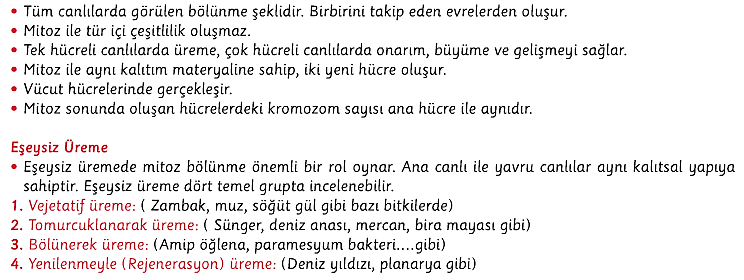 • Tüm canlılarda görülen bölünme şeklidir. Birbirini takip eden evrelerden oluşur.
• Mitoz ile tür içi çeşitlilik oluşmaz.
• Tek hücreli canlılarda üreme, çok hücreli canlılarda onarım, büyüme ve gelişmeyi sağlar.
• Mitoz ile aynı kalıtım materyaline sahip, iki yeni hücre oluşur.
• Vücut hücrelerinde gerçekleşir.
• Mitoz sonunda oluşan hücrelerdeki kromozom sayısı ana hücre ile aynıdır.
Eşeysiz Üreme
• Eşeysiz üremede mitoz bölünme önemli bir rol oynar. Ana canlı ile yavru canlılar aynı kalıtsal yapıya
sahiptir. Eşeysiz üreme dört temel grupta incelenebilir.
1. Vejetatif üreme: ( Zambak, muz, söğüt gül gibi bazı bitkilerde)
2. Tomurcuklanarak üreme: ( Sünger, deniz anası, mercan, bira mayası gibi)
3. Bölünerek üreme: (Amip öğlena, paramesyum bakteri....gibi)
4. Yenilenmeyle (Rejenerasyon) üreme: (Deniz yıldızı, planarya gibi)